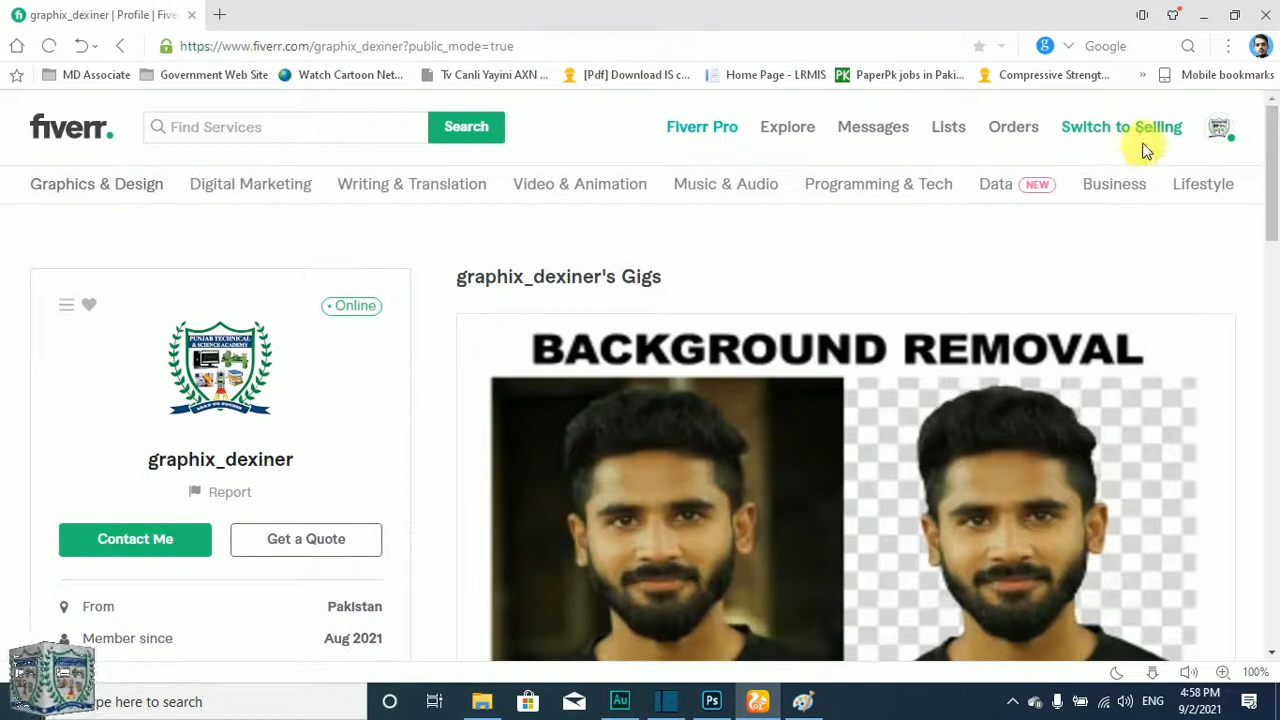 graphix_dexiner | Profile | Five
https://www.fiverr.com/graphix_dexiner?public_mode=true
Google
MD Associate
Government Web Site
Watch Cartoon Net...
Tv Canli Yayini AXN ...
[Pdf] Download IS c...
Home Page - LRMIS
PaperPk jobs in Paki...
Compressive Strengt...
Mobile bookmarks
fiverr.
Find Services
Search
Fiverr Pro
Explore
Messages
Lists
Orders
Switch to Selling
Graphics & Design
Digital Marketing
Writing & Translation
Video & Animation
Music & Audio
Programming & Tech
Data NEW
Business
Lifestyle
graphix_dexiner's Gigs
• Online
BACKGROUND REMOVAL
PUNJAB TECHNICAL
& SCIENCE ACADEMY
graphix_dexiner
Report
Contact Me
Get a Quote
From
Pakistan
Member since
Aug 2021
100%
pe here to search
ENG
4:58 PM
9/2/2021